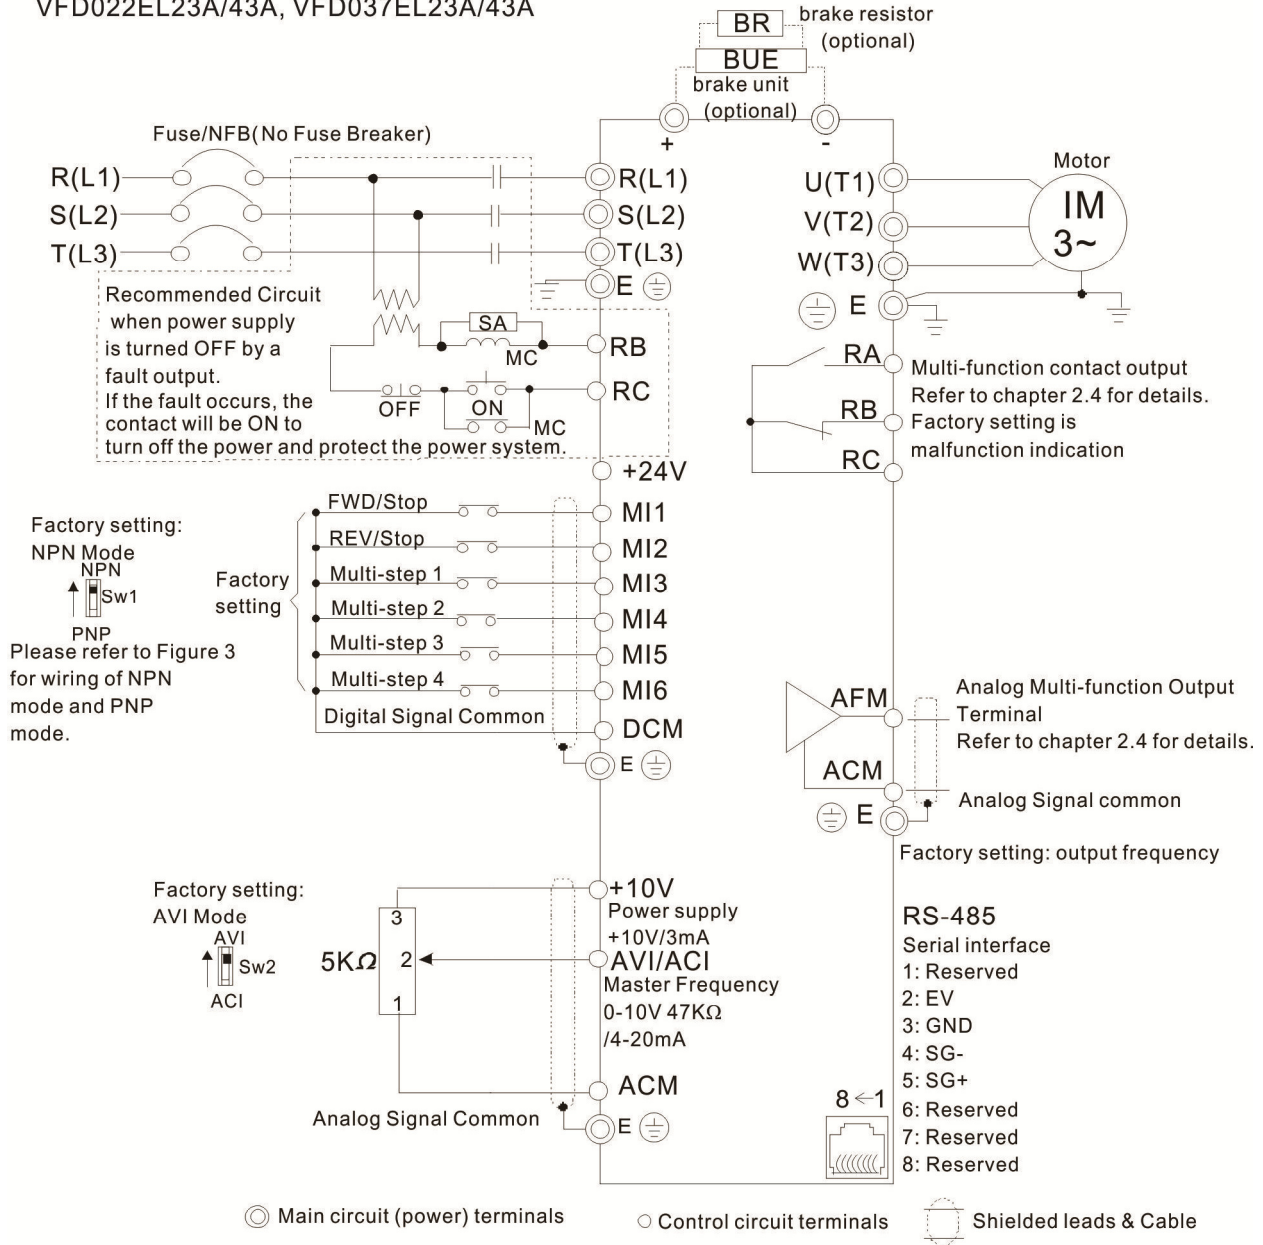 VFD022EL23A/43A, VFD037EL23A/43A
BR
brake resistor
(optional)
BUE
brake unit
(optional)
+
-
Fuse/NFB(No Fuse Breaker)
R(L1)
S(L2)
T(L3)
R(L1)
S(L2)
T(L3)
E
Recommended Circuit
when power supply
is turned OFF by a
fault output.
If the fault occurs, the
contact will be ON to
turn off the power and protect the power system.
SA
MC
RB
OFF
ON
MC
RC
Motor
IM
3~
U(T1)
V(T2)
W(T3)
E
RA
RB
RC
Multi-function contact output
Refer to chapter 2.4 for details.
Factory setting is
malfunction indication
+24V
Factory setting:
NPN Mode
NPN
Sw1
PNP
Please refer to Figure 3
for wiring of NPN
mode and PNP
mode.
Factory
setting
FWD/Stop
MI1
REV/Stop
MI2
Multi-step 1
MI3
Multi-step 2
MI4
Multi-step 3
MI5
Multi-step 4
MI6
Digital Signal Common
DCM
E
AFM
Analog Multi-function Output
Terminal
Refer to chapter 2.4 for details.
ACM
Analog Signal common
E
Factory setting: output frequency
Factory setting:
AVI Mode
AVI
Sw2
ACI
5KΩ
3
2
1
+10V
Power supply
+10V/3mA
AVI/ACI
Master Frequency
0-10V 47KΩ
/4-20mA
ACM
Analog Signal Common
E
RS-485
Serial interface
1: Reserved
2: EV
3: GND
4: SG-
5: SG+
6: Reserved
7: Reserved
8: Reserved
8←1
Main circuit (power) terminals
Control circuit terminals
Shielded leads & Cable